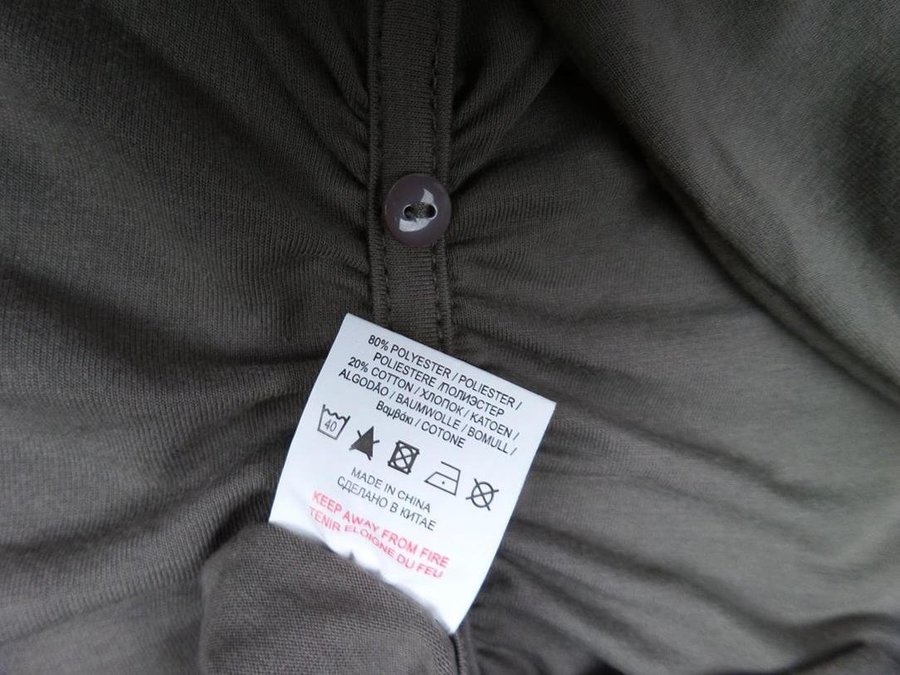 80% POLYESTER / POLIESTER /
POLIESTERE /ПОЛИЭСТЕР
20% COTTON / ХЛОПОК / KATOEN /
ALGODÃO / BAUMWOLLE / BOMULL /
Βαμβάκι / COTONE
40
MADE IN CHINA
СДЕЛАНО В КИТАЕ
KEEP AWAY FROM FIRE
TENIR ELOIGNE DU FEU